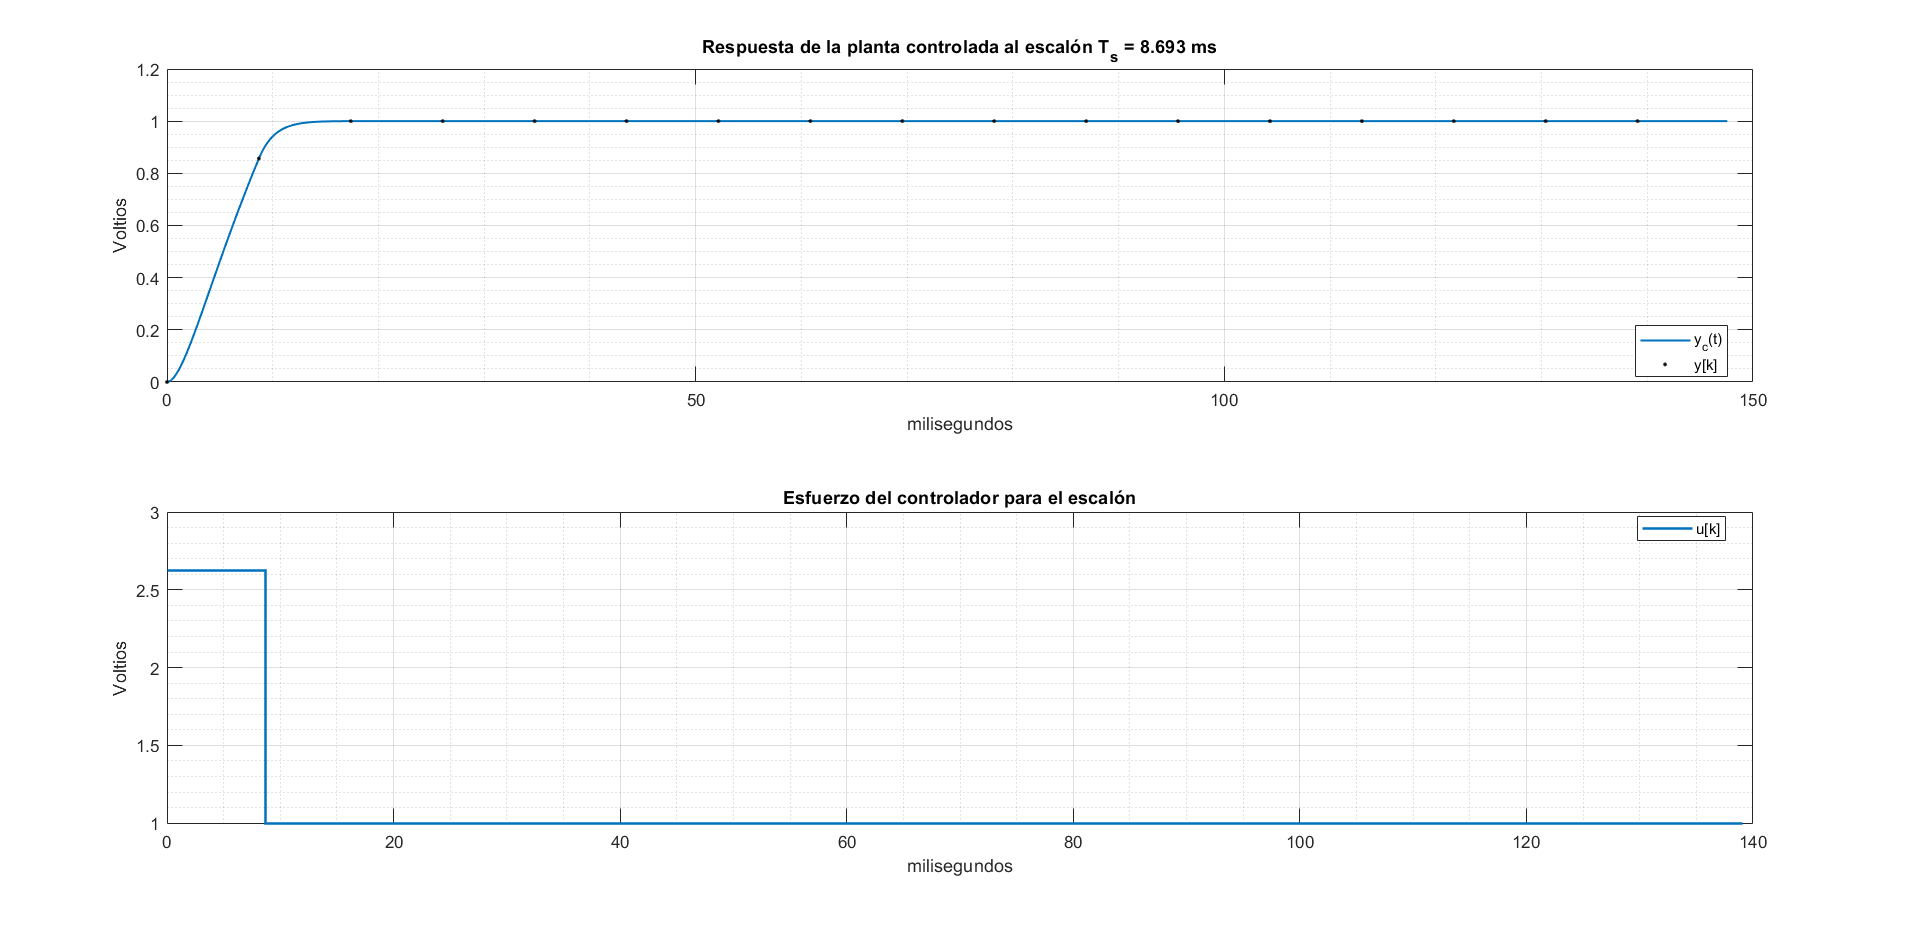 Respuesta de la planta controlada al escalón T_s = 8.693 ms
1.2
1
0.8
0.6
0.4
0.2
0
Voltios
y_c(t)
y[k]
0 50 100 150
milisegundos
Esfuerzo del controlador para el escalón
3
2.5
2
1.5
1
Voltios
u[k]
0 20 40 60 80 100 120 140
milisegundos